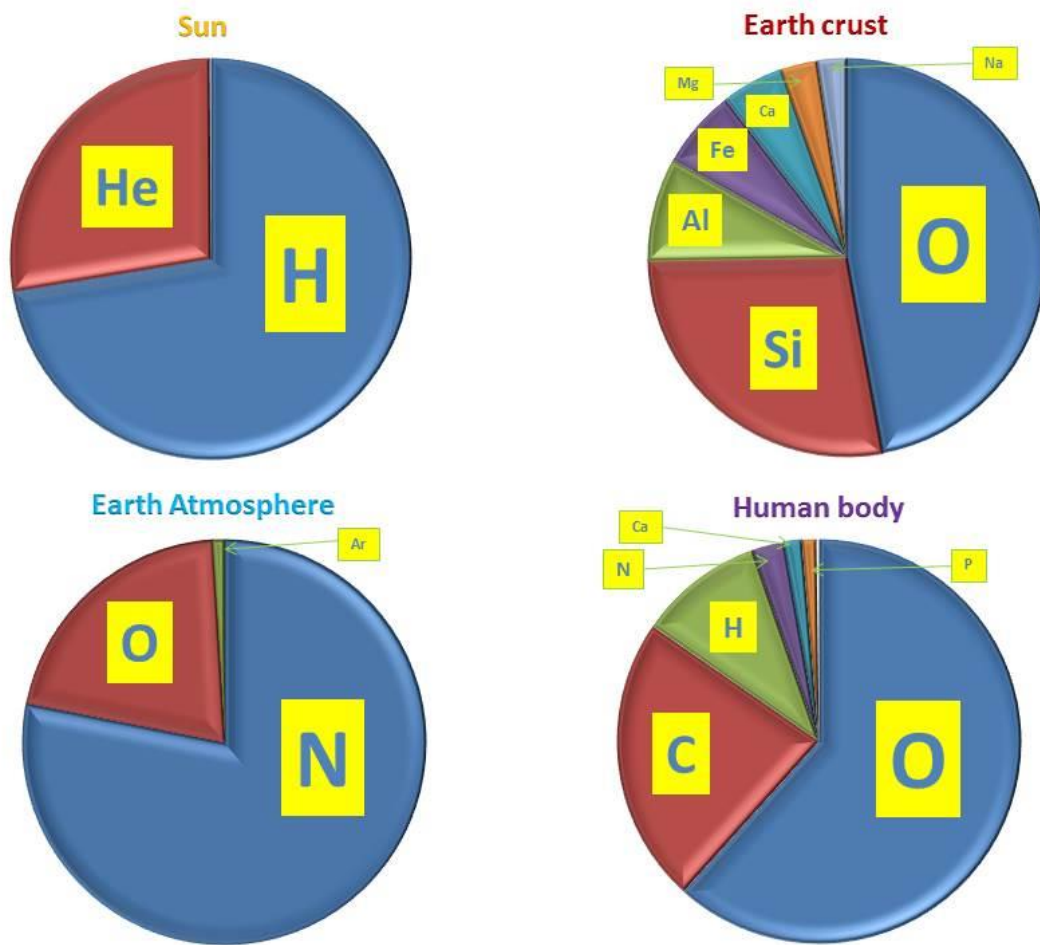 Sun
He
H
Earth crust
Mg
Na
Ca
Fe
Al
O
Si
Earth Atmosphere
Ar
O
N
Human body
Ca
N
P
H
C
O